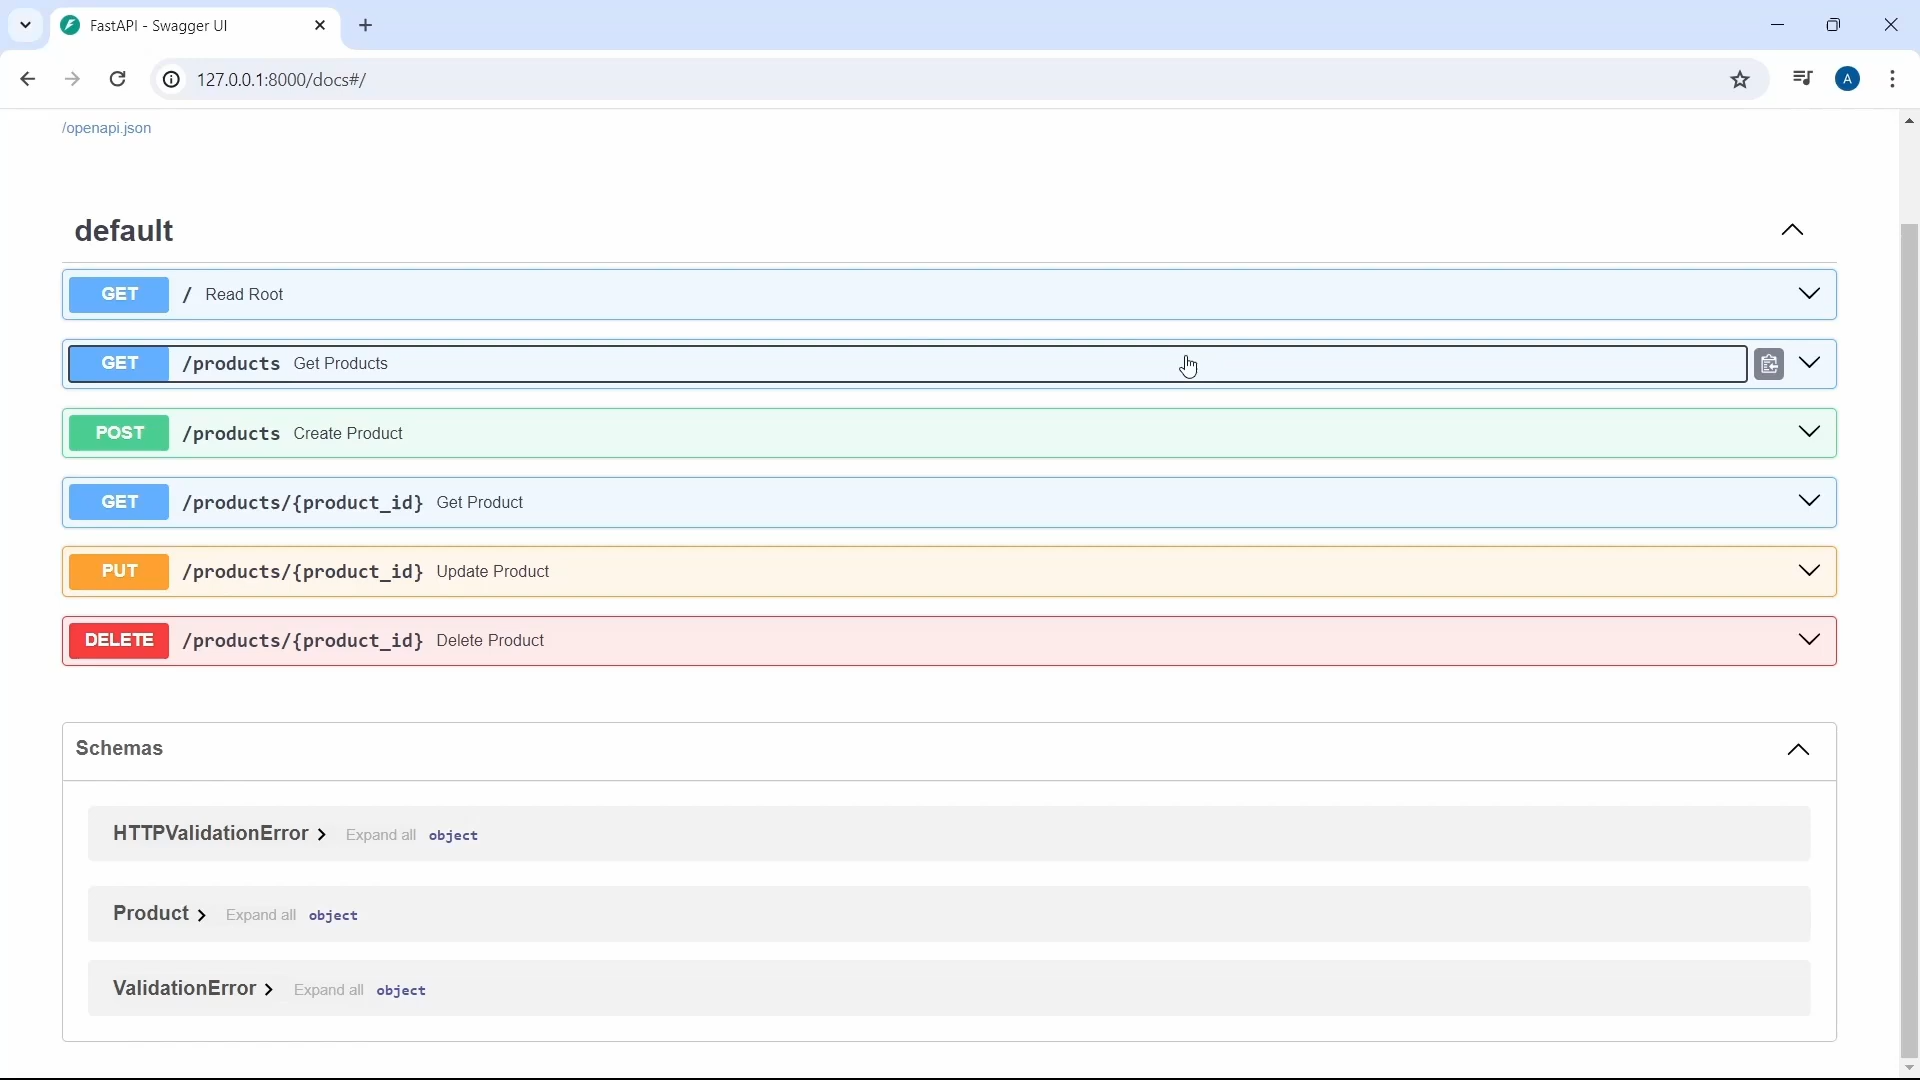 FastAPI - Swagger UI
127.0.0.1:8000/docs#/
A
/openapi.json
default
GET / Read Root
GET /products Get Products
POST /products Create Product
GET /products/{product_id} Get Product
PUT /products/{product_id} Update Product
DELETE /products/{product_id} Delete Product
Schemas
HTTPValidationError Expand all object
Product Expand all object
ValidationError Expand all object